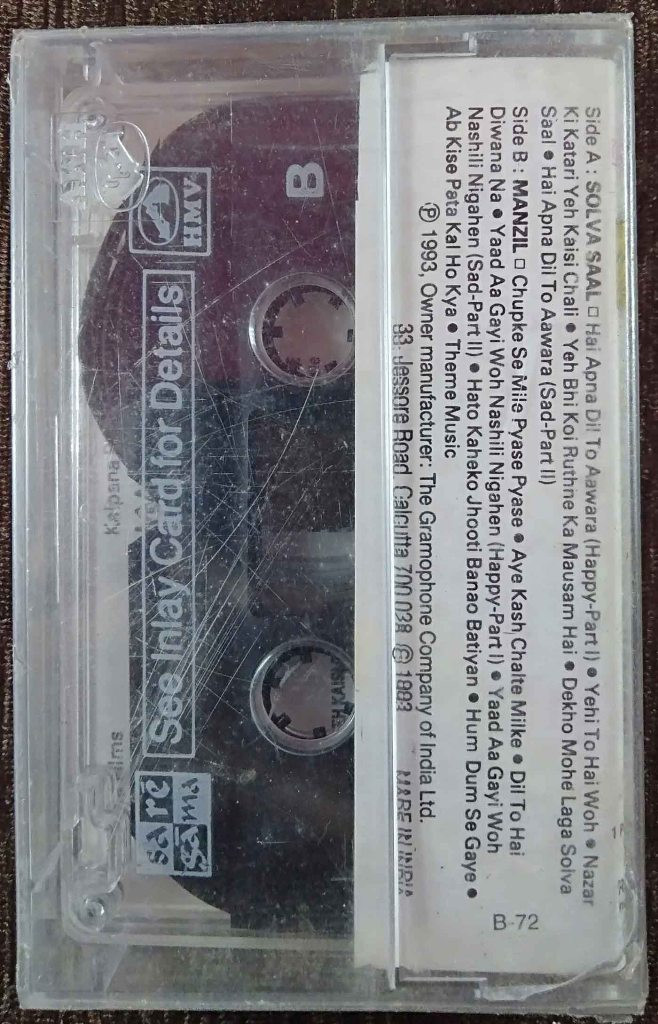 Side A : SOLVA SAAL □ Hai Apna Dil To Aawara (Happy-Part I) • Yehi To Hai Woh • Nazar
Ki Katari Yeh Kaisi Chali • Yeh Bhi Koi Ruthne Ka Mausam Hai • Dekho Mohe Laga Solva
Saal • Hai Apna Dil To Aawara (Sad-Part II)
Side B : MANZIL □ Chupke Se Mile Pyase Pyase • Aye Kash Chalte Milke • Dil To Hai
Diwana Na • Yaad Aa Gayi Woh Nashili Nigahen (Happy-Part I) • Yaad Aa Gayi Woh
Nashili Nigahen (Sad-Part II) • Hato Kaheko Jhooti Banao Batiyan • Hum Dum Se Gaye •
Ab Kise Pata Kal Ho Kya • Theme Music
℗ 1993, Owner manufacturer: The Gramophone Company of India Ltd.
33, Jessore Road, Calcutta 700 028 © 1993 MADE IN INDIA
B-72
B
HMV
See Inlay Card for Details
sa re
ga ma